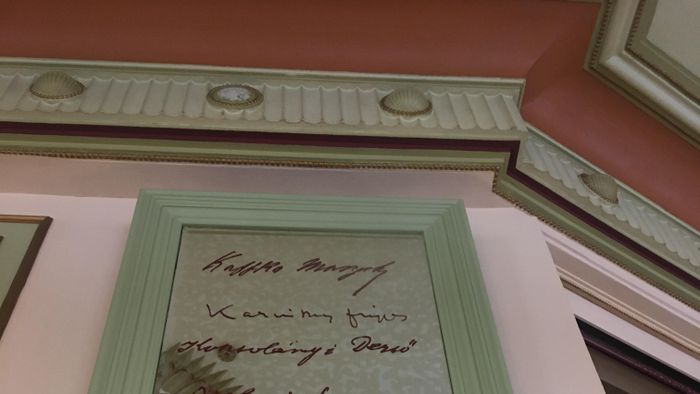 Kaffka Margit
Karinthy Frigyes
Kosztolányi Dezső